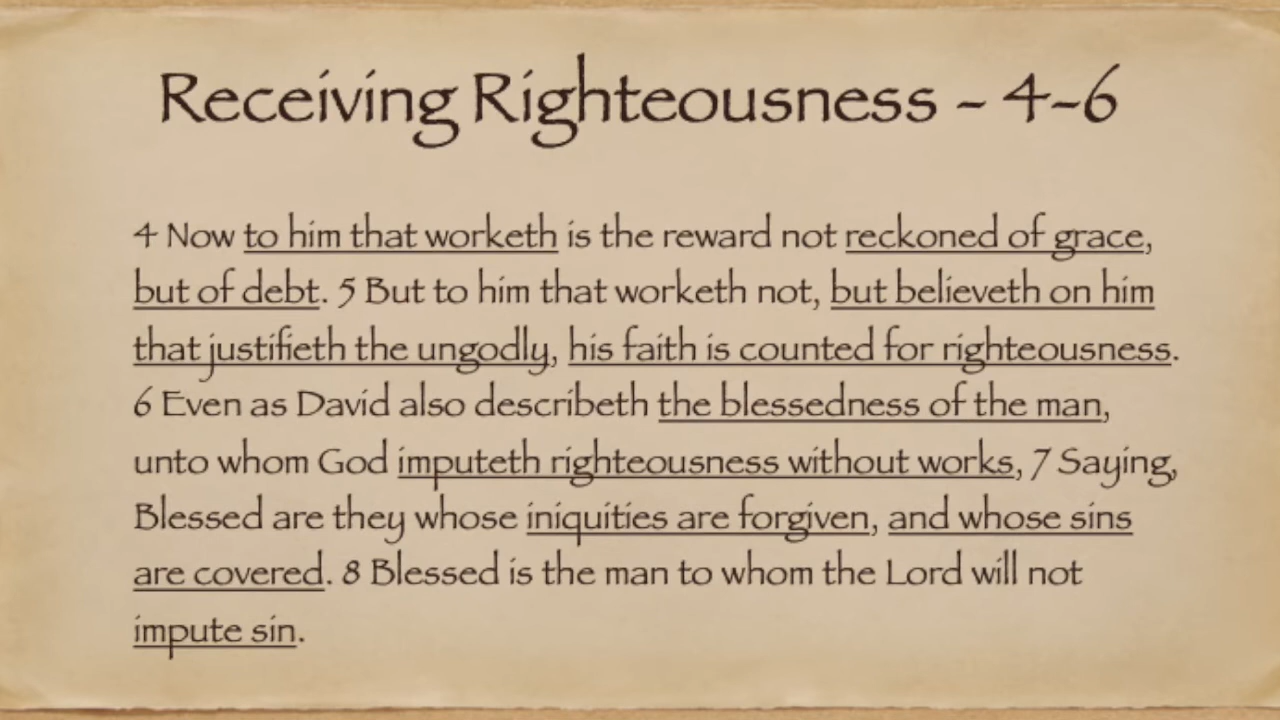 Receiving Righteousness - 4-6
4 Now to him that worketh is the reward not reckoned of grace,
but of debt. 5 But to him that worketh not, but believeth on him
that justifieth the ungodly, his faith is counted for righteousness.
6 Even as David also describeth the blessedness of the man,
unto whom God imputeth righteousness without works, 7 Saying,
Blessed are they whose iniquities are forgiven, and whose sins
are covered. 8 Blessed is the man to whom the Lord will not
impute sin.